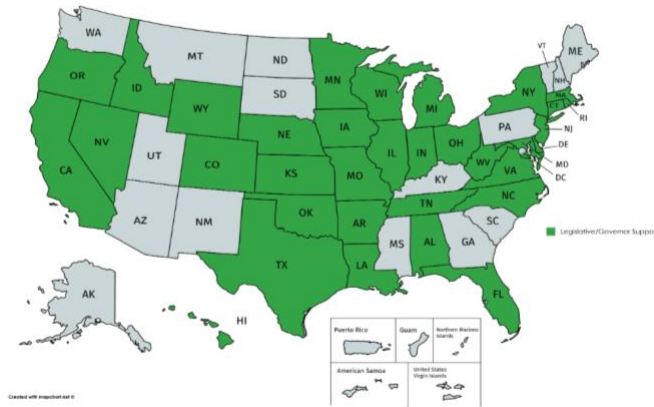 WA
MT
ND
MN
VT
ME
OR
ID
SD
WI
NH
NY
MA
WY
MI
CT
RI
NE
IA
PA
NJ
NV
IL
IN
OH
DE
UT
CO
MD
CA
KS
MO
WV
VA
DC
KY
NC
AZ
NM
OK
AR
TN
SC
MS
AL
GA
Legislative/Governor Suppor
TX
LA
AK
FL
HI
Puerto Rico
Guam
Northern Mariana
Islands
American Samoa
United States
Virgin Islands
Created with mapchart.net ©